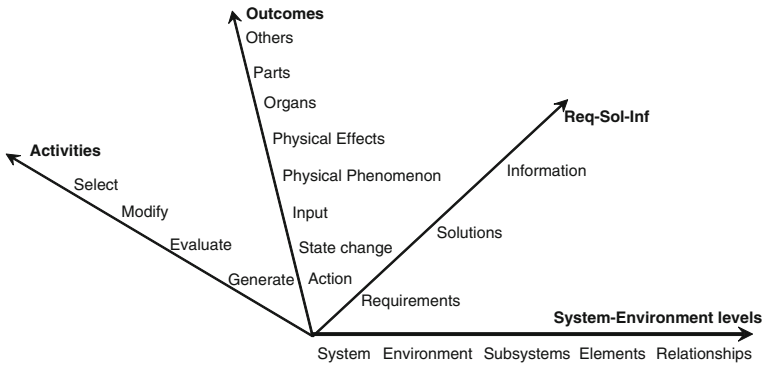 Outcomes
Others
Parts
Organs
Physical Effects
Physical Phenomenon
Input
State change
Action
Activities
Select
Modify
Evaluate
Generate
Req-Sol-Inf
Information
Solutions
Requirements
System-Environment levels
System Environment Subsystems Elements Relationships